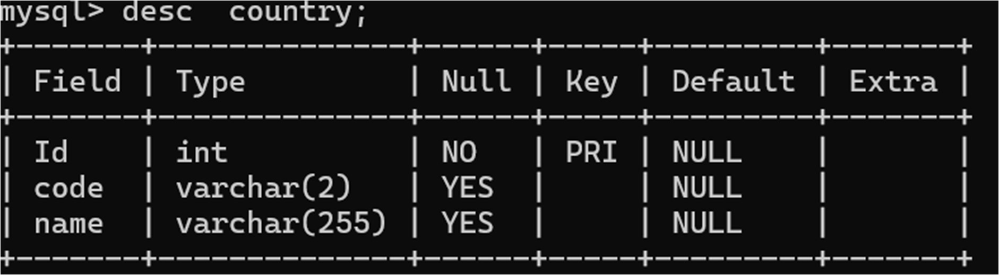 mysql> desc  country;
+--------+--------------+------+-----+---------+-------+
| Field  | Type         | Null | Key | Default | Extra |
+--------+--------------+------+-----+---------+-------+
| Id     | int          | NO   | PRI | NULL    |       |
| code   | varchar(2)   | YES  |     | NULL    |       |
| name   | varchar(255) | YES  |     | NULL    |       |
+--------+--------------+------+-----+---------+-------+